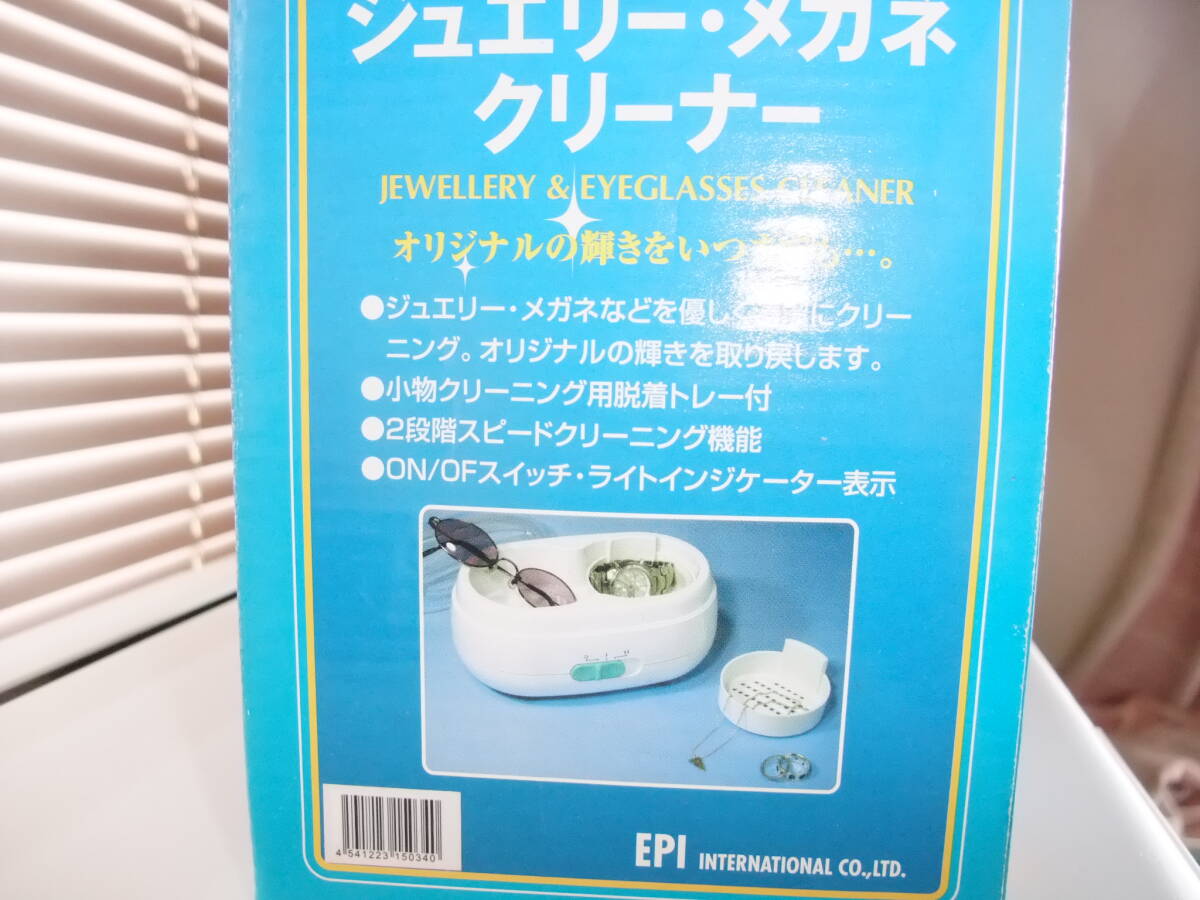 ジュエリー・メガネ
クリーナー
JEWELLERY & EYEGLASSES CLEANER
オリジナルの輝きをいつ
●ジュエリー・メガネなどを優しく にクリー
ニング。オリジナルの輝きを取り戻します。
●小物クリーニング用脱着トレー付
●2段階スピードクリーニング機能
●ON/OFスイッチ・ライトインジケーター表示
4 541223 150340
EPI INTERNATIONAL CO.,LTD.